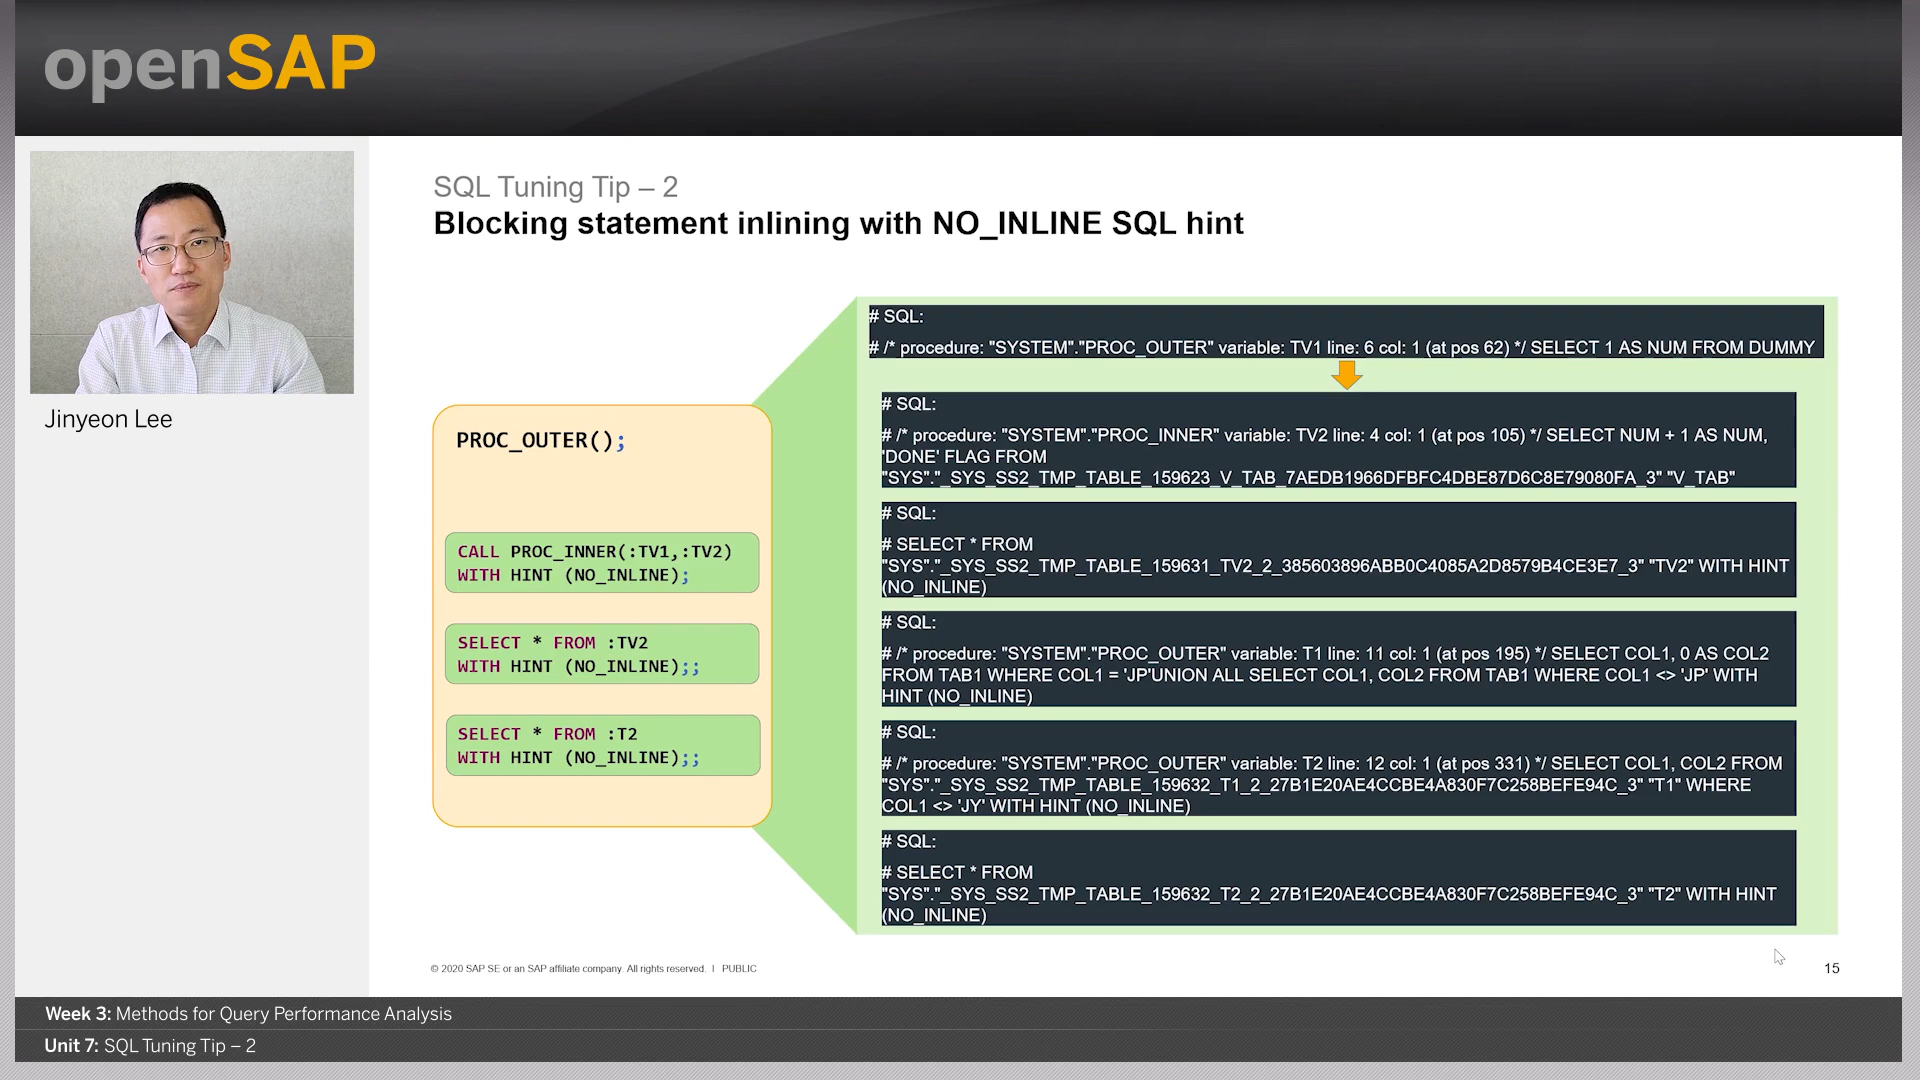 openSAP
Jinyeon Lee
SQL Tuning Tip – 2
Blocking statement inlining with NO_INLINE SQL hint
PROC_OUTER();
CALL PROC_INNER(:TV1,:TV2)
WITH HINT (NO_INLINE);
SELECT * FROM :TV2
WITH HINT (NO_INLINE);;
SELECT * FROM :T2
WITH HINT (NO_INLINE);;
# SQL:
# /* procedure: "SYSTEM"."PROC_OUTER" variable: TV1 line: 6 col: 1 (at pos 62) */ SELECT 1 AS NUM FROM DUMMY
# SQL:
# /* procedure: "SYSTEM"."PROC_INNER" variable: TV2 line: 4 col: 1 (at pos 105) */ SELECT NUM + 1 AS NUM,
'DONE' FLAG FROM
"SYS"."_SYS_SS2_TMP_TABLE_159623_V_TAB_7AEDB1966DFBFC4DBE87D6C8E79080FA_3" "V_TAB"
# SQL:
# SELECT * FROM
"SYS"."_SYS_SS2_TMP_TABLE_159631_TV2_2_385603896ABB0C4085A2D8579B4CE3E7_3" "TV2" WITH HINT
(NO_INLINE)
# SQL:
# /* procedure: "SYSTEM"."PROC_OUTER" variable: T1 line: 11 col: 1 (at pos 195) */ SELECT COL1, 0 AS COL2
FROM TAB1 WHERE COL1 = 'JP'UNION ALL SELECT COL1, COL2 FROM TAB1 WHERE COL1 <> 'JP' WITH
HINT (NO_INLINE)
# SQL:
# /* procedure: "SYSTEM"."PROC_OUTER" variable: T2 line: 12 col: 1 (at pos 331) */ SELECT COL1, COL2 FROM
"SYS"."_SYS_SS2_TMP_TABLE_159632_T1_2_27B1E20AE4CCBE4A830F7C258BEFE94C_3" "T1" WHERE
COL1 <> 'JY' WITH HINT (NO_INLINE)
# SQL:
# SELECT * FROM
"SYS"."_SYS_SS2_TMP_TABLE_159632_T2_2_27B1E20AE4CCBE4A830F7C258BEFE94C_3" "T2" WITH HINT
(NO_INLINE)
© 2020 SAP SE or an SAP affiliate company. All rights reserved. I PUBLIC
15
Week 3: Methods for Query Performance Analysis
Unit 7: SQL Tuning Tip – 2